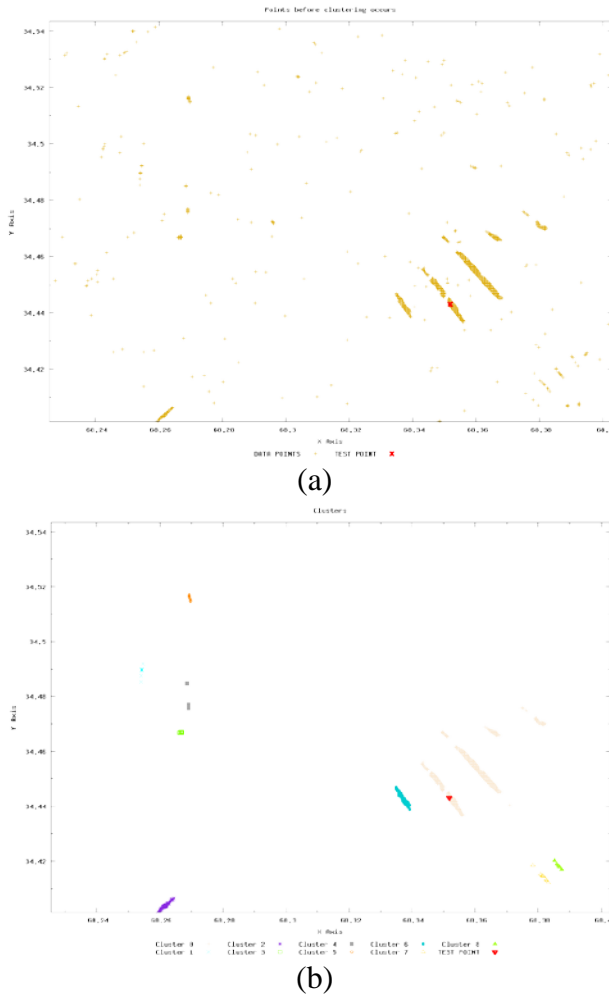 Points before clustering occurs
34.54
34.52
34.5
34.48
34.46
34.44
34.42
Y Axis
60.24 60.26 60.28 60.3 60.32 60.34 60.36 60.38
X Axis
DATA POINTS TEST POINT
(a)
Clusters
34.54
34.52
34.5
34.48
34.46
34.44
34.42
Y Axis
60.26 60.28 60.3 60.32 60.34 60.36 60.38
X Axis
Cluster 0 Cluster 2 Cluster 4 Cluster 6 Cluster 8
Cluster 1 Cluster 3 Cluster 5 Cluster 7 TEST POINT
(b)